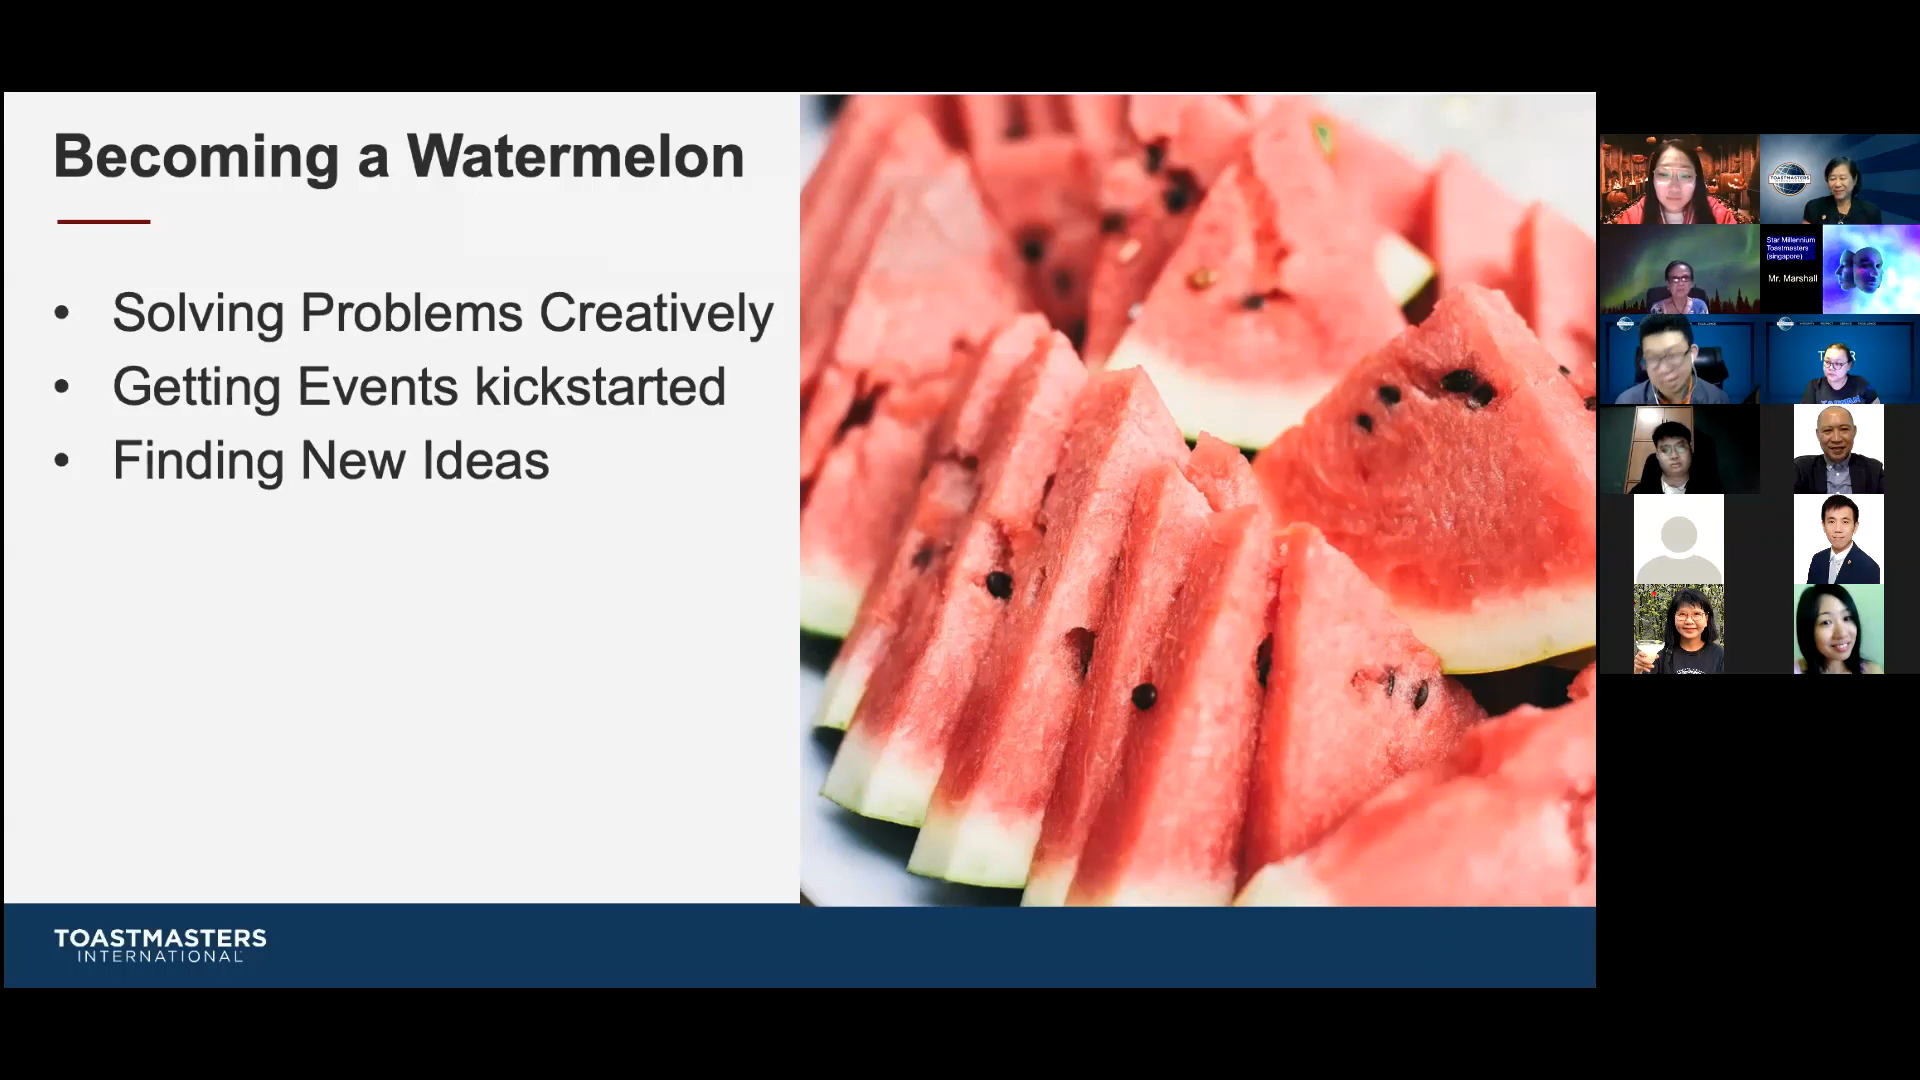 Becoming a Watermelon
• Solving Problems Creatively
• Getting Events kickstarted
• Finding New Ideas
TOASTMASTERS
INTERNATIONAL
TOASTMASTERS
Star Millennium
Toastmasters
(singapore)
Mr. Marshall